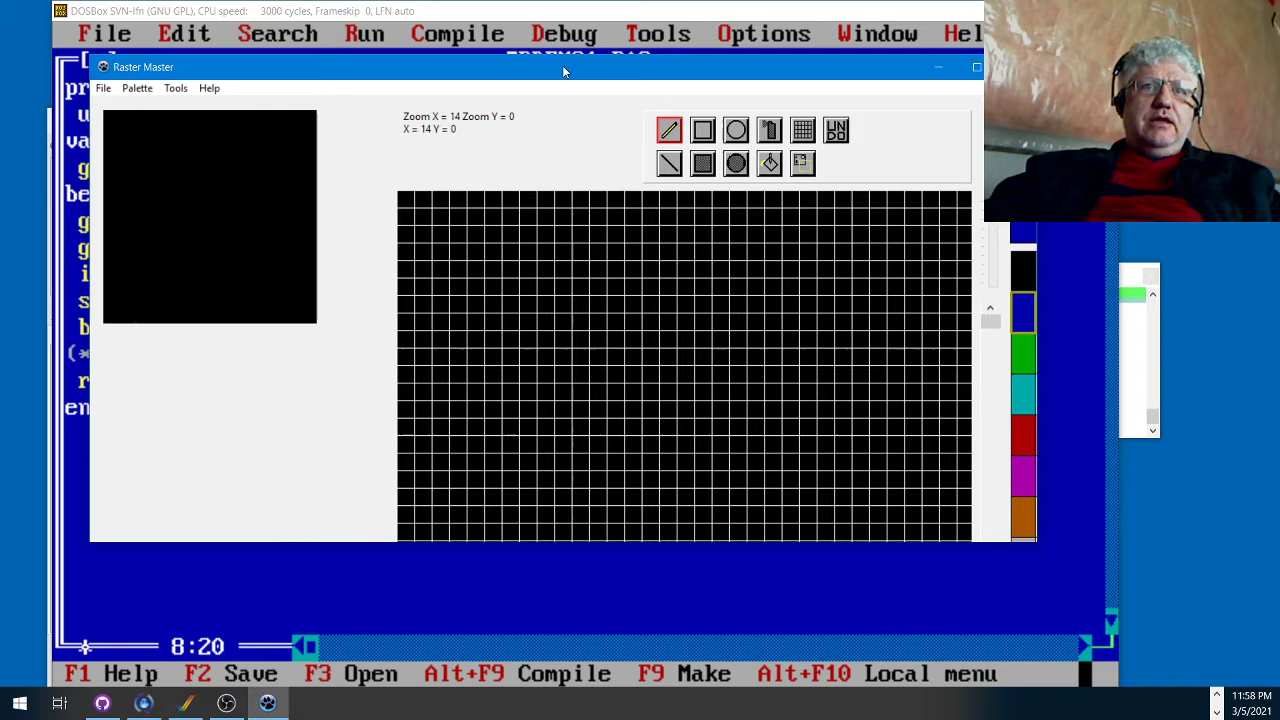 DOSBox SVN-lfn (GNU GPL), CPU speed: 3000 cycles, Frameskip 0, LFN auto
File Edit Search Run Compile Debug Tools Options Window Hel
Raster Master
File Palette Tools Help
Zoom X = 14 Zoom Y = 0
X = 14 Y = 0
UN
DO
pr
u
va
g
be
g
g
i
s
b
(*
r
en
8:20
F1 Help F2 Save F3 Open Alt+F9 Compile F9 Make Alt+F10 Local menu
11:58 PM
3/5/2021